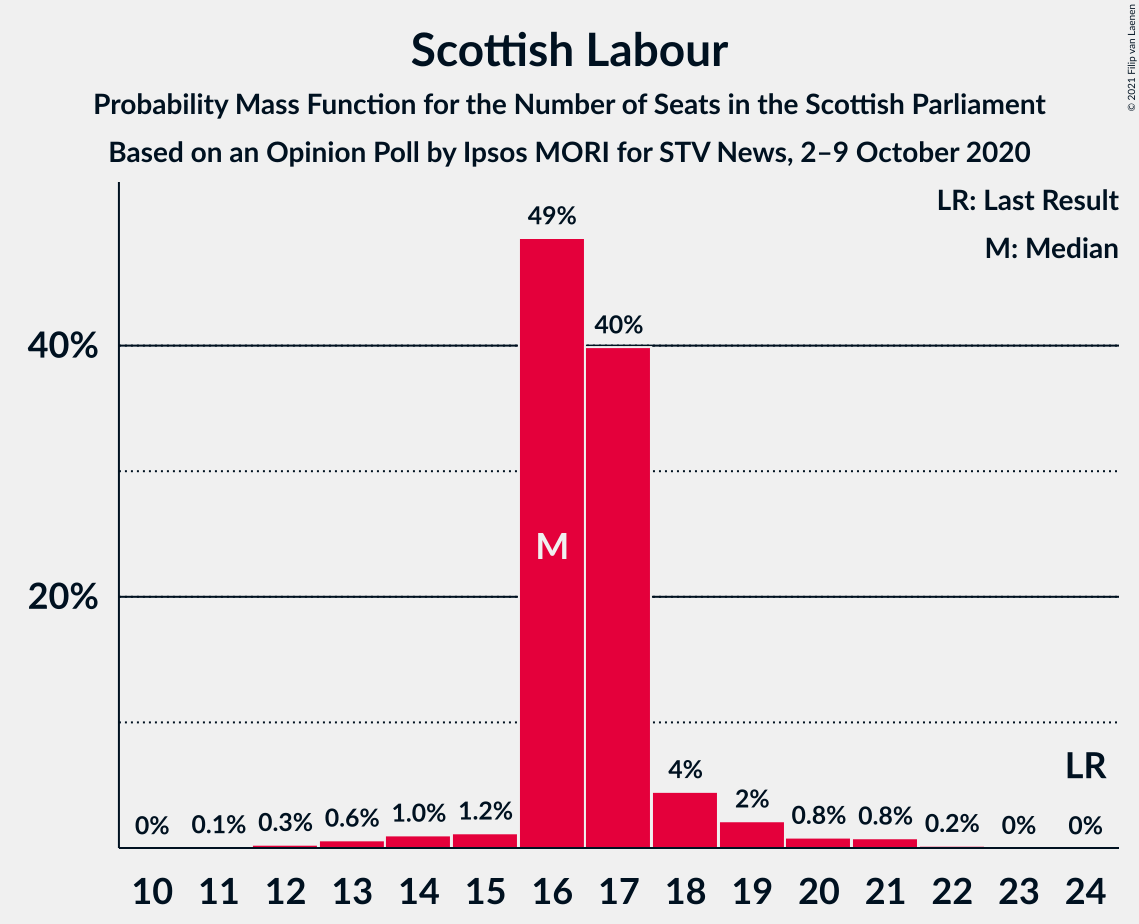 © 2021 Filip van Laenen
Scottish Labour
Probability Mass Function for the Number of Seats in the Scottish Parliament
Based on an Opinion Poll by Ipsos MORI for STV News, 2–9 October 2020
LR: Last Result
M: Median
49%
40%
40%
M
20%
LR
0% 0.1% 0.3% 0.6% 1.0% 1.2% 4% 2% 0.8% 0.8% 0.2% 0% 0%
10 11 12 13 14 15 16 17 18 19 20 21 22 23 24